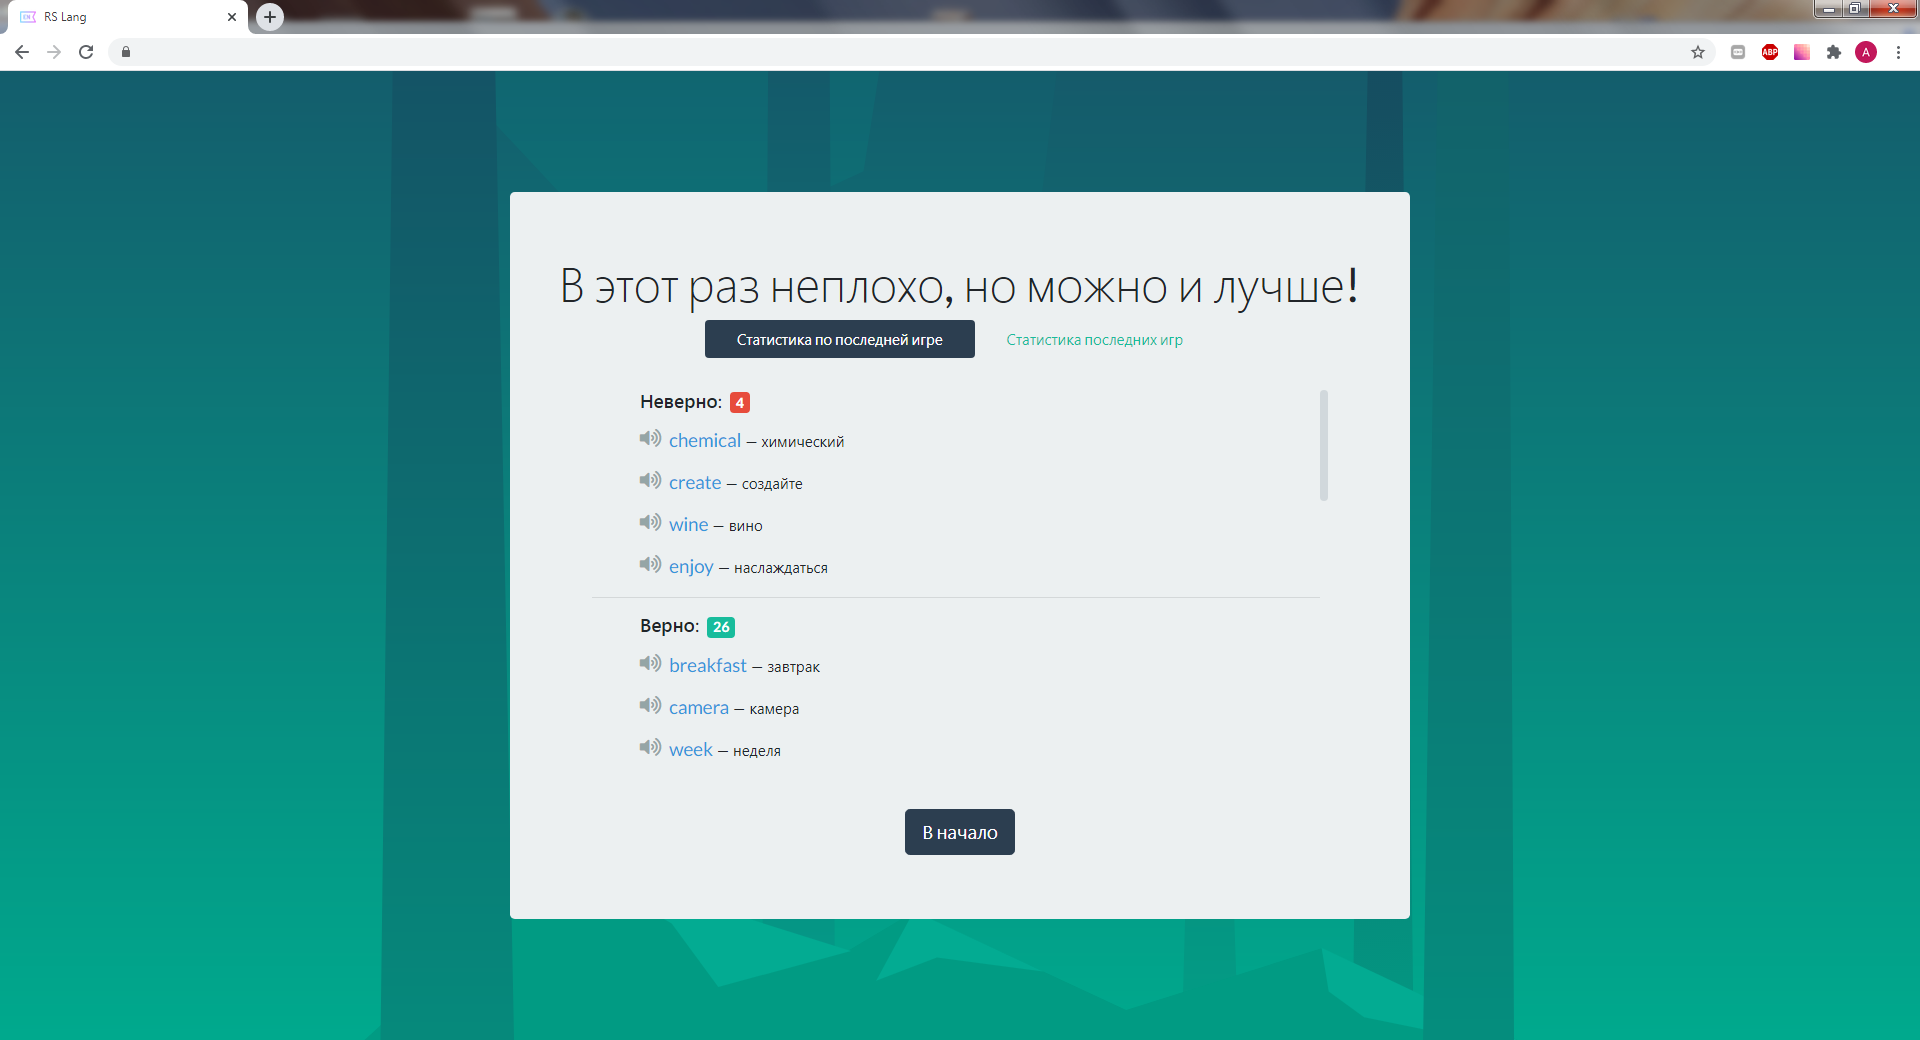 RS Lang
ABP
A
В этот раз неплохо, но можно и лучше!
Статистика по последней игре
Статистика последних игр
Неверно: 4
chemical — химический
create — создайте
wine — вино
enjoy — наслаждаться
Верно: 26
breakfast — завтрак
camera — камера
week — неделя
В начало